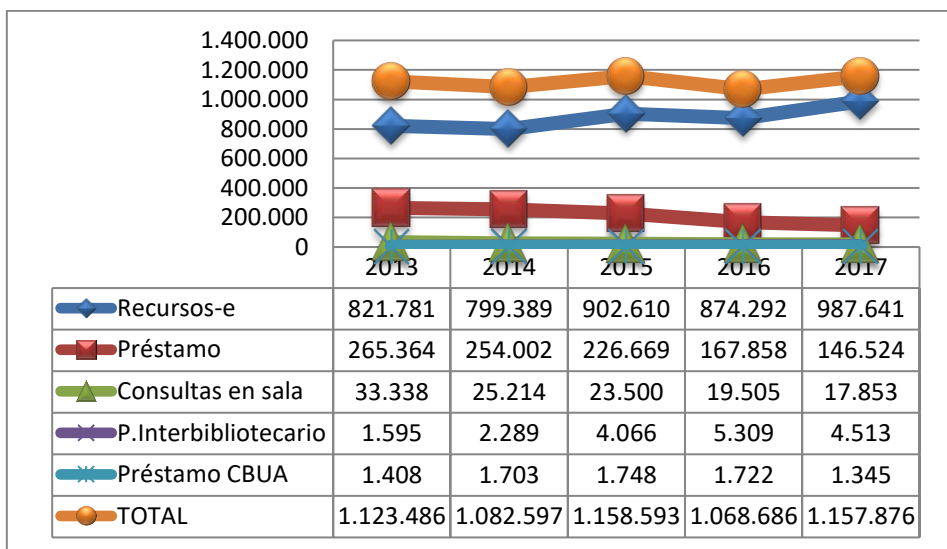 1.400.000
1.200.000
1.000.000
800.000
600.000
400.000
200.000
0
2013 2014 2015 2016 2017
Recursos-e 821.781 799.389 902.610 874.292 987.641
Préstamo 265.364 254.002 226.669 167.858 146.524
Consultas en sala 33.338 25.214 23.500 19.505 17.853
P.Interbibliotecario 1.595 2.289 4.066 5.309 4.513
Préstamo CBUA 1.408 1.703 1.748 1.722 1.345
TOTAL 1.123.486 1.082.597 1.158.593 1.068.686 1.157.876